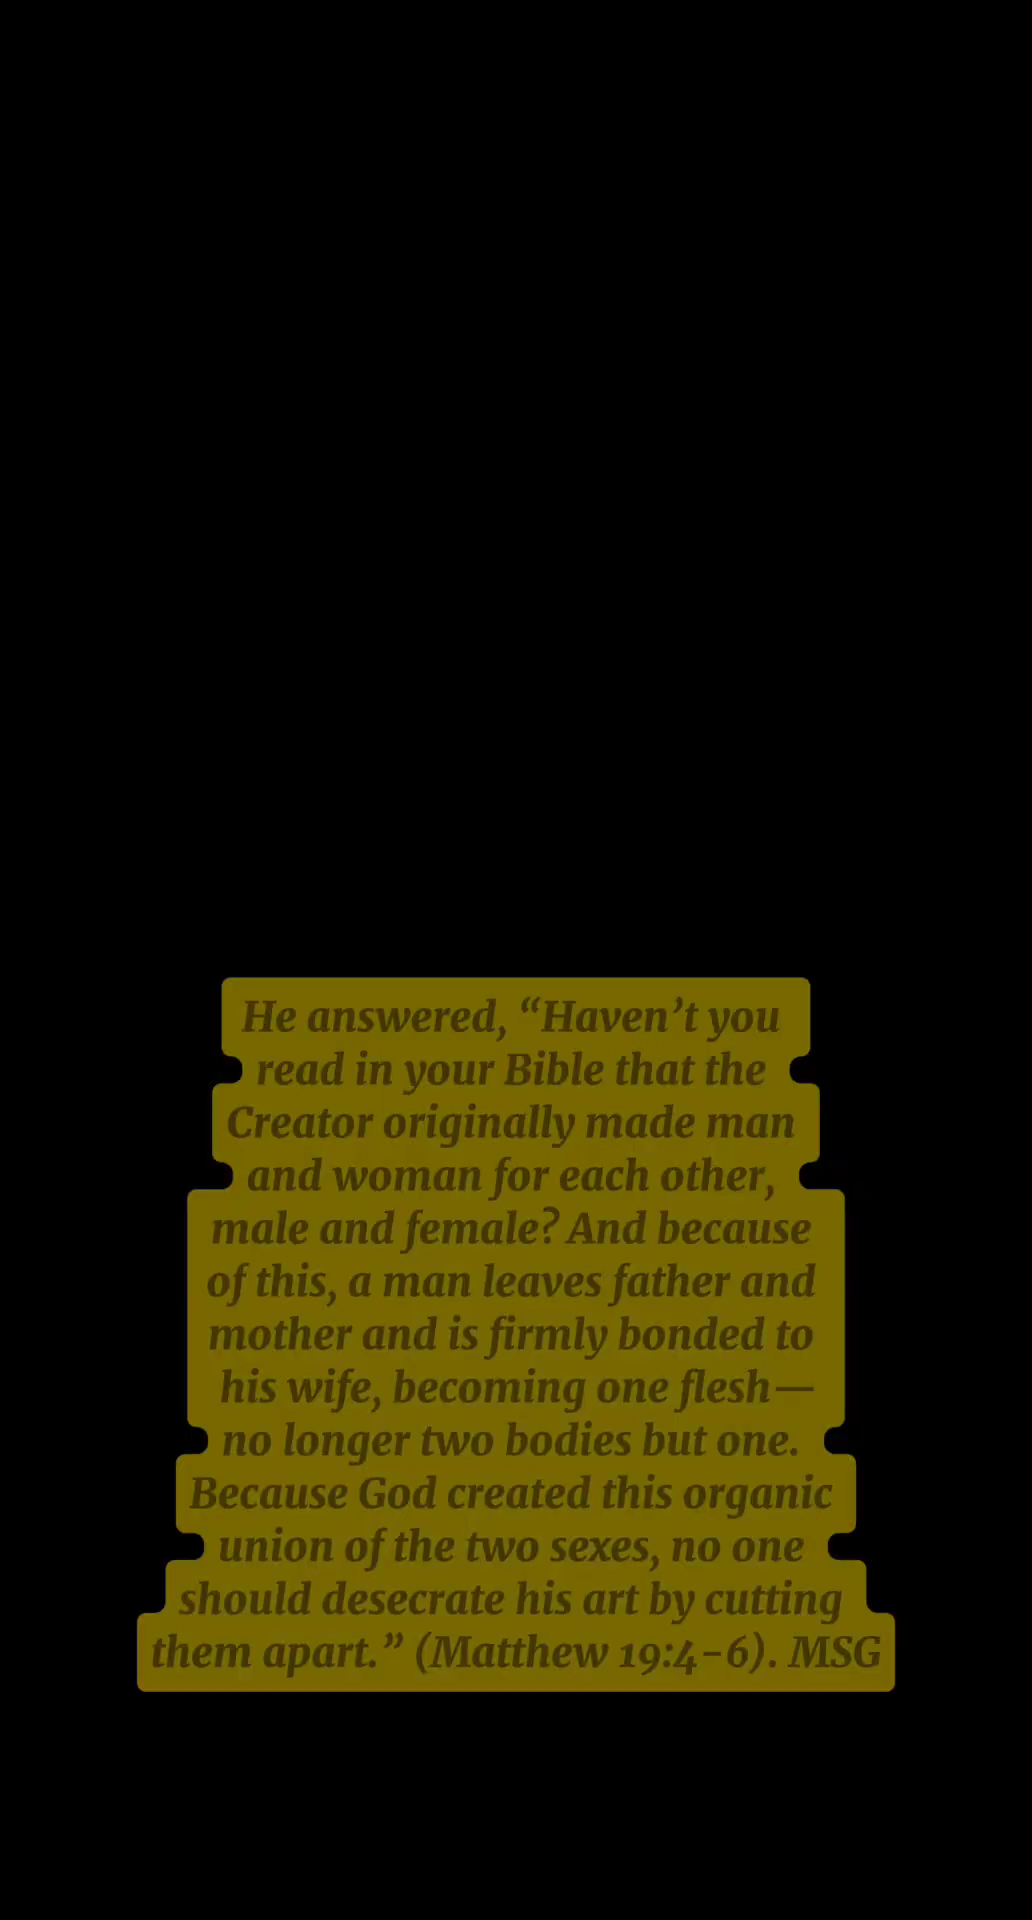 He answered, “Haven’t you
read in your Bible that the
Creator originally made man
and woman for each other,
male and female? And because
of this, a man leaves father and
mother and is firmly bonded to
his wife, becoming one flesh—
no longer two bodies but one.
Because God created this organic
union of the two sexes, no one
should desecrate his art by cutting
them apart.” (Matthew 19:4-6). MSG